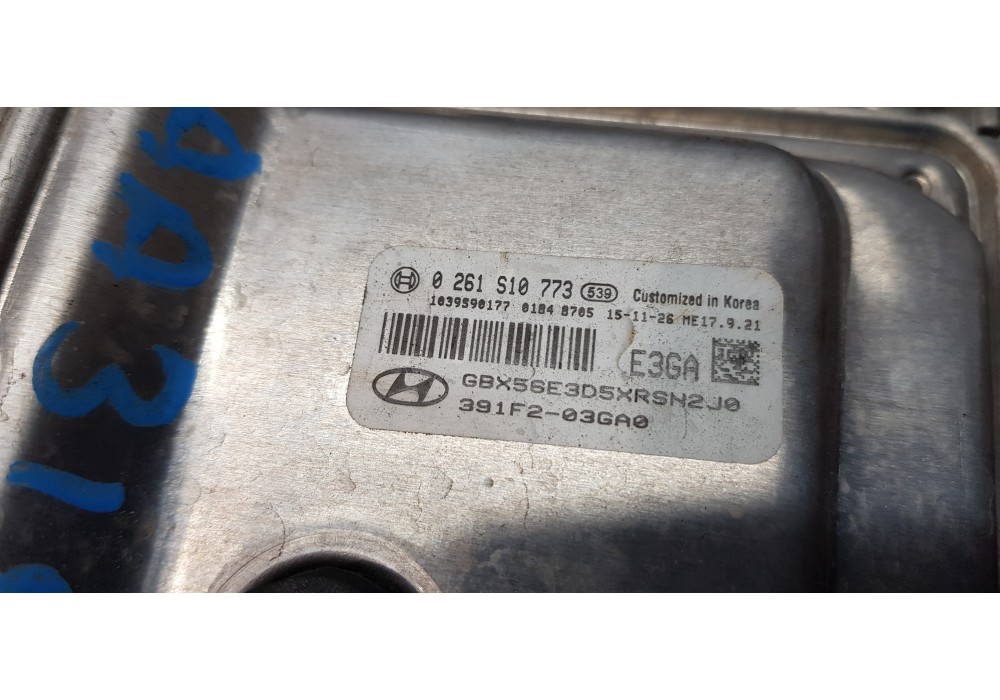 0 261 S10 773 539 Customized in Korea
1039S90177 0184 8705 15-11-26 ME17.9.21
E3GA
GBX56E3D5XRSN2J0
391F2-03GA0